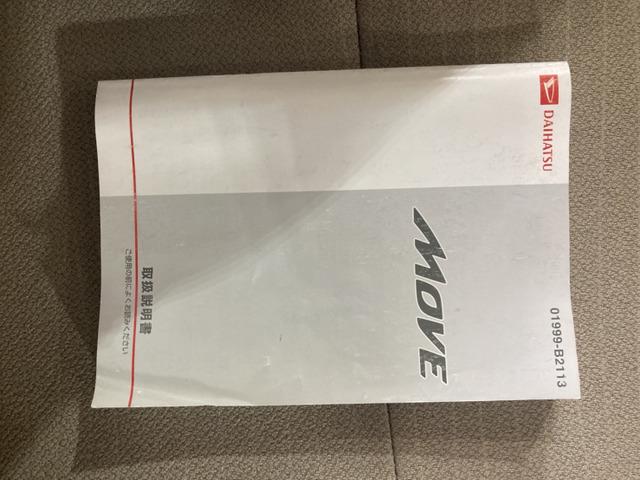 DAIHATSU
01999-B2113
MOVE
取扱説明書
ご使用の前によくお読みください